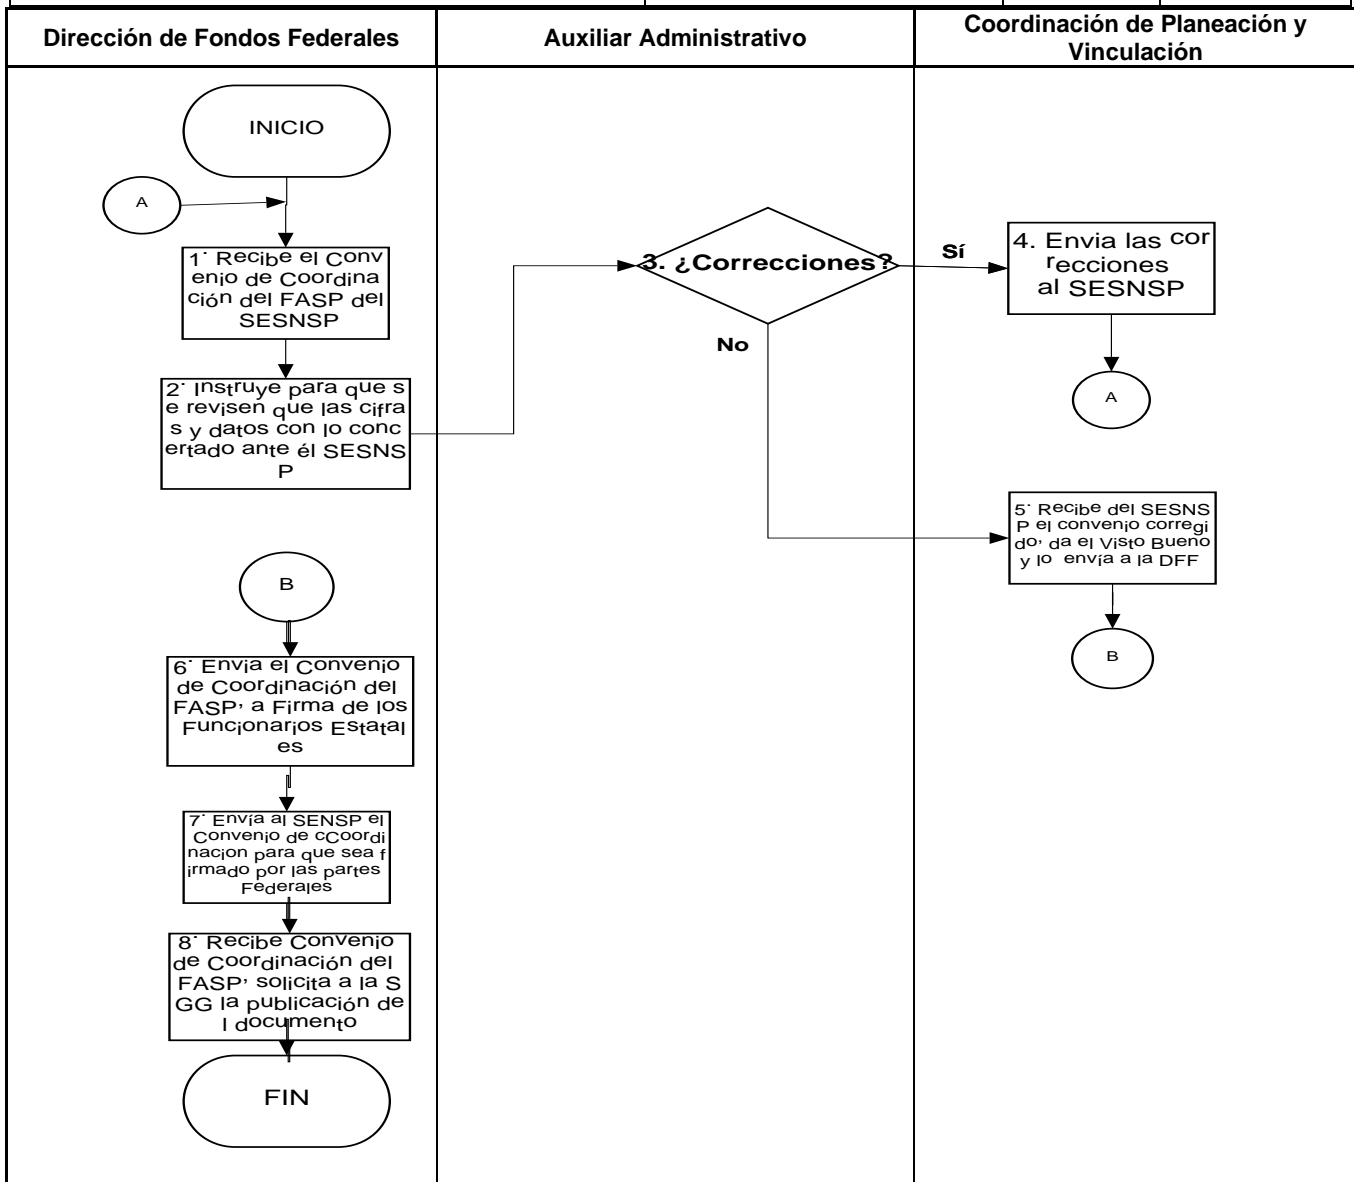 Dirección de Fondos Federales
Auxiliar Administrativo
Coordinación de Planeación y
Vinculación
INICIO
A
1. Recibe el Conv
enio de Coordina
ción del FASP del
SESNSP
2. Instruye para que s
e revisen que las cifra
s y datos con lo conc
ertado ante él SESNS
P
3. ¿Correcciones?
Sí
No
4. Envia las cor
recciones
al SESNSP
A
5. Recibe del SESNS
P el convenio corregi
do, da el Visto Bueno
y lo envía a la DFF
B
B
6. Envia el Convenio
de Coordinación del
FASP, a Firma de los
Funcionarios Estatal
es
7. Envía al SENSP el
Convenio de cCoordi
nacion para que sea f
irmado por las partes
Federales
8. Recibe Convenio
de Coordinación del
FASP, solicita a la S
GG la publicación de
l documento
FIN